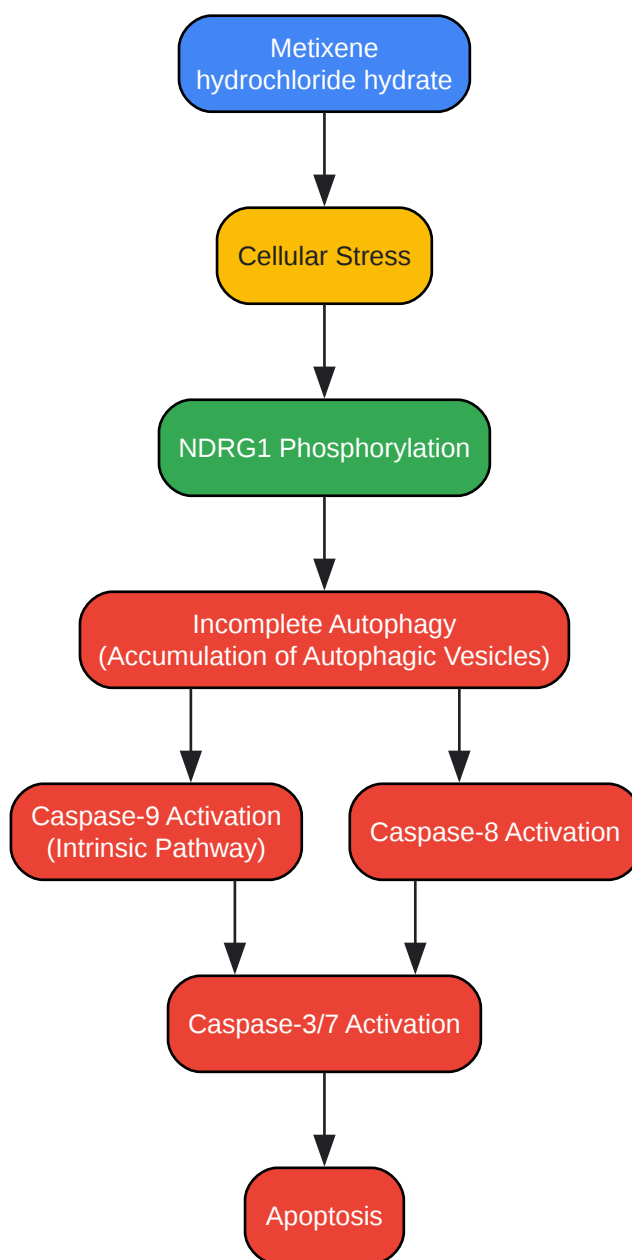 Metixene
hydrochloride hydrate
Cellular Stress
NDRG1 Phosphorylation
Incomplete Autophagy
(Accumulation of Autophagic Vesicles)
Caspase-9 Activation
(Intrinsic Pathway)
Caspase-8 Activation
Caspase-3/7 Activation
Apoptosis